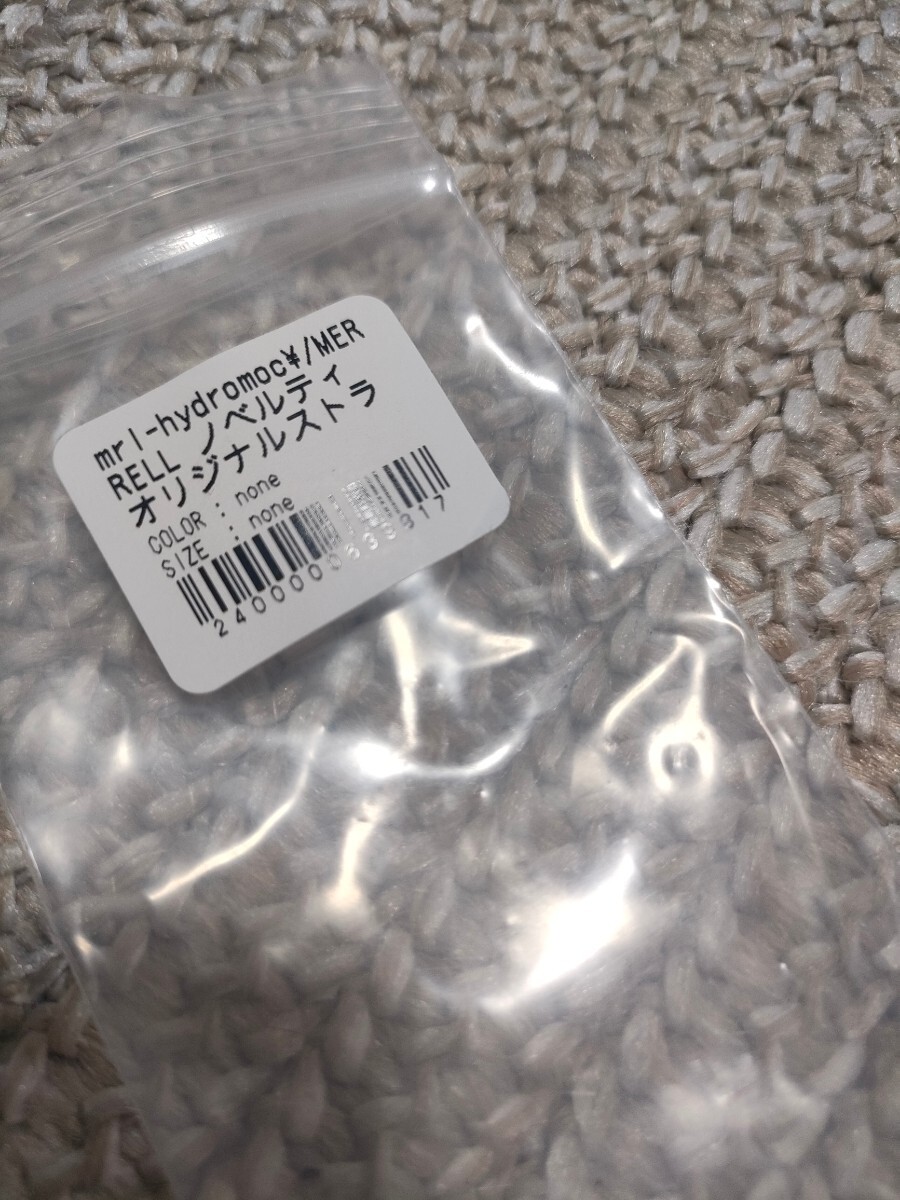 mrl-hydromoc¥/MER
RELL ノベルティ
オリジナルストラ
COLOR : none
SIZE : none